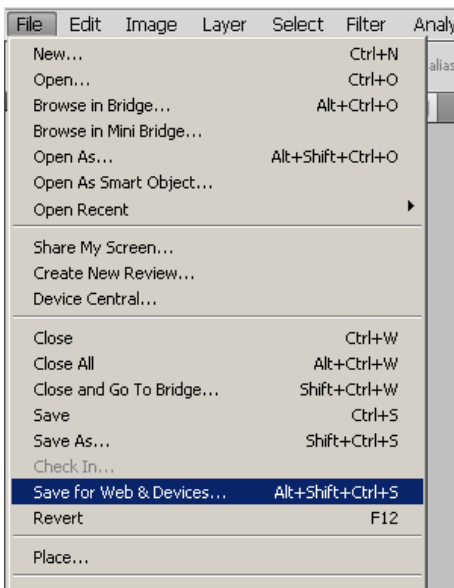 File Edit Image Layer Select Filter Analy
alias
New... Ctrl+N
Open... Ctrl+O
Browse in Bridge... Alt+Ctrl+O
Browse in Mini Bridge...
Open As... Alt+Shift+Ctrl+O
Open As Smart Object...
Open Recent
Share My Screen...
Create New Review...
Device Central...
Close Ctrl+W
Close All Alt+Ctrl+W
Close and Go To Bridge... Shift+Ctrl+W
Save Ctrl+S
Save As... Shift+Ctrl+S
Check In...
Save for Web & Devices... Alt+Shift+Ctrl+S
Revert F12
Place...